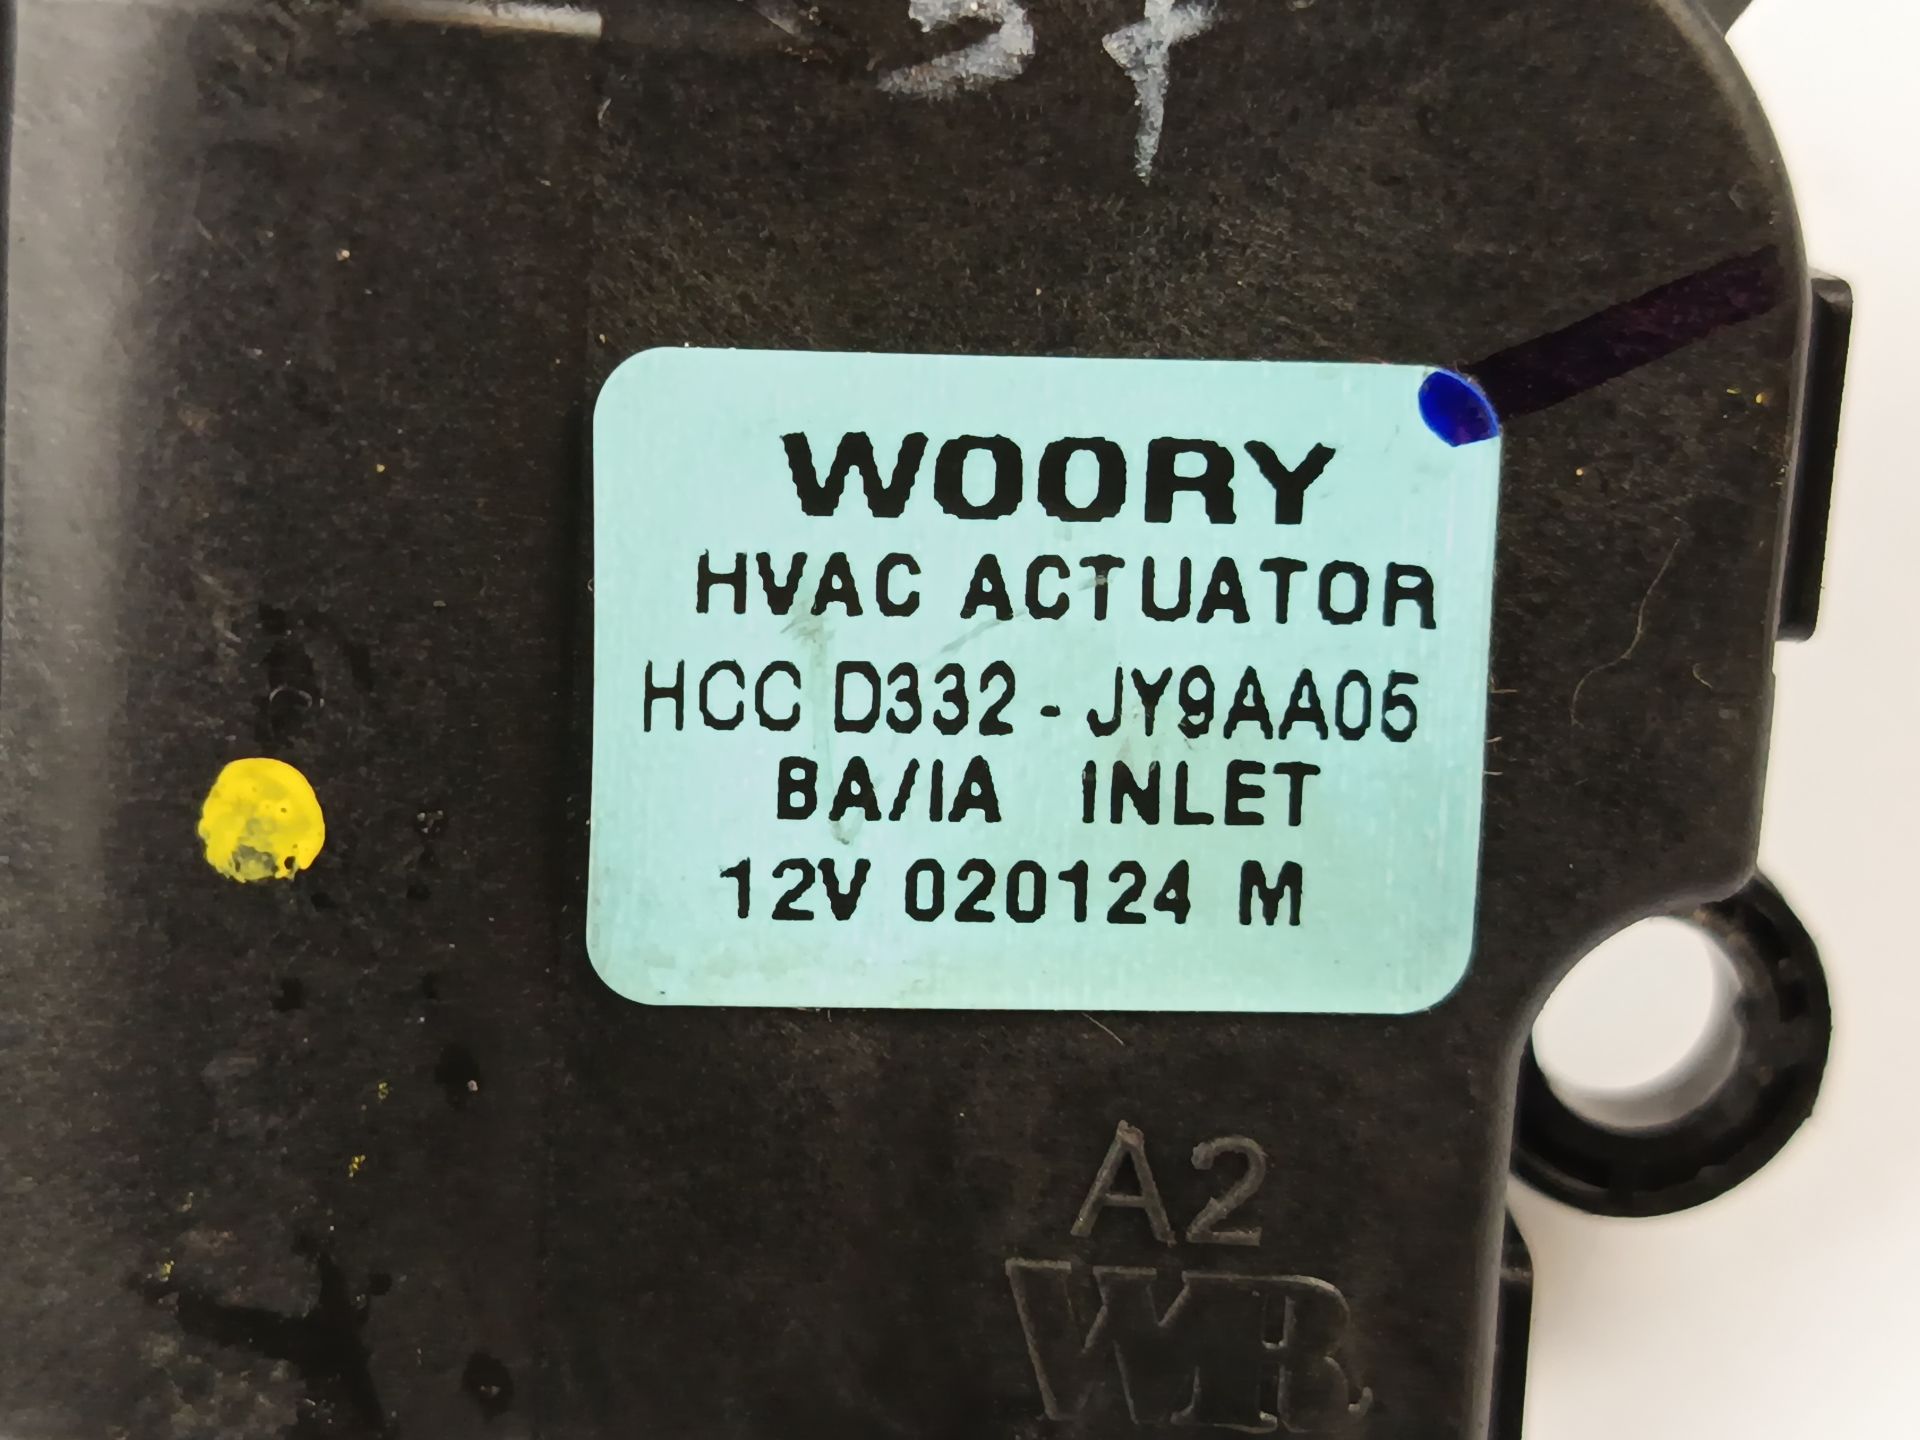 WOORY
HVAC ACTUATOR
HCC D332 - JY9AA05
BA/IA INLET
12V 020124 M
A2